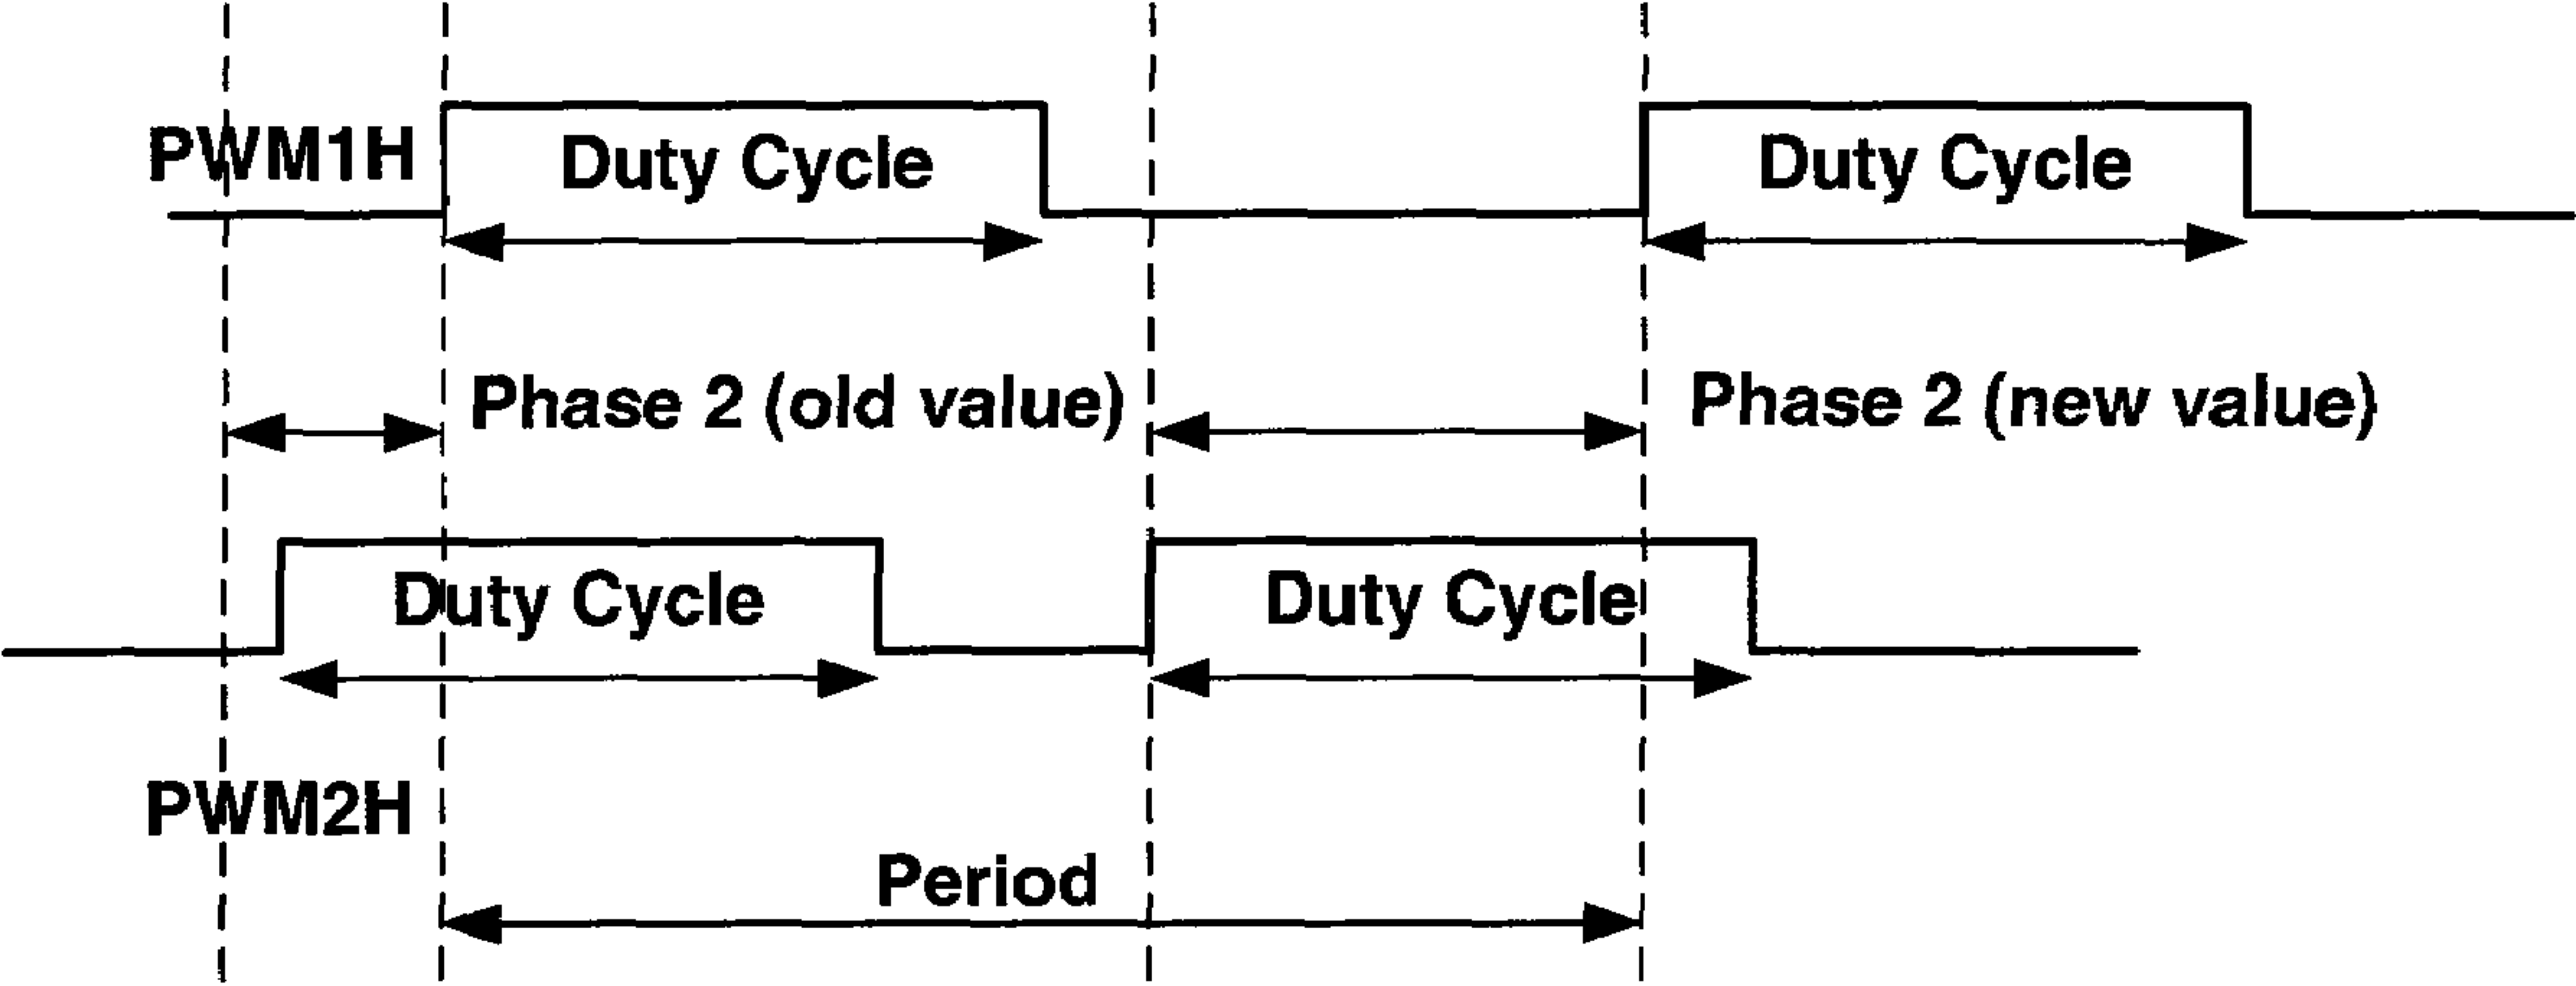 PWM1H
Duty Cycle
Duty Cycle
Phase 2 (old value)
Phase 2 (new value)
Duty Cycle
Duty Cycle
PWM2H
Period